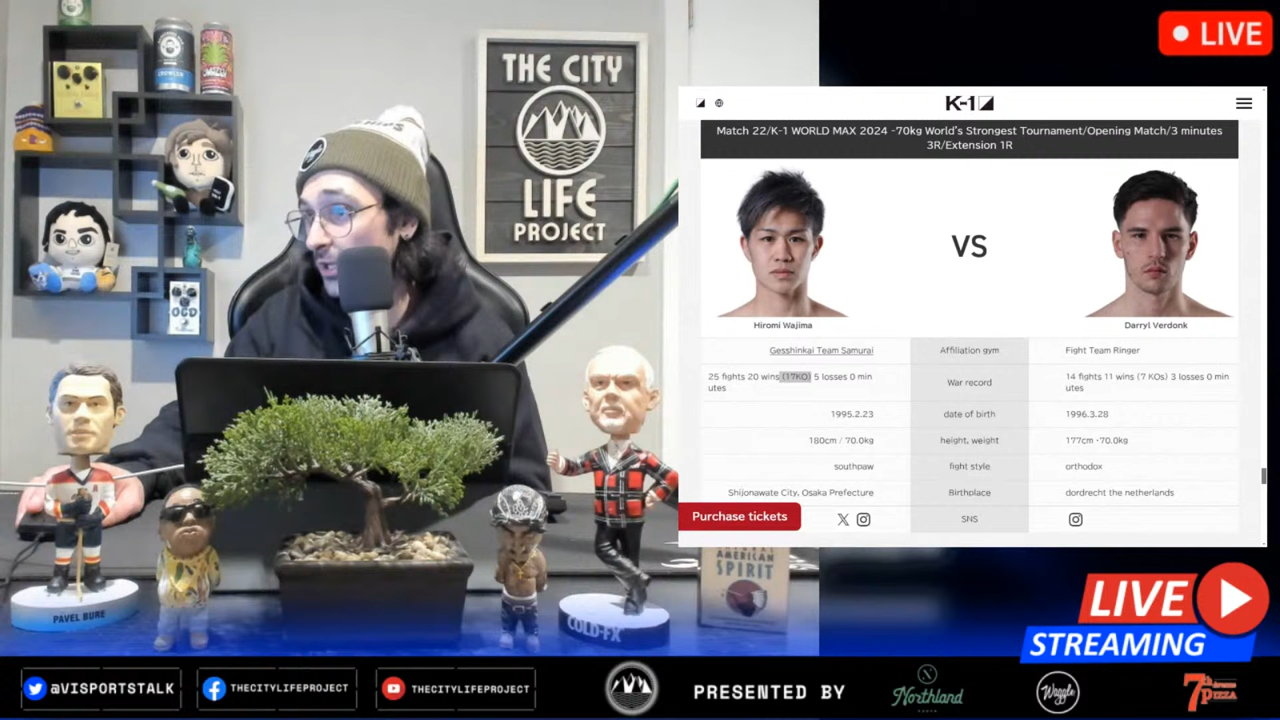 LIVE
THE CITY
LIFE
PROJECT
CROWLER
OCD
K-1
Match 22/K-1 WORLD MAX 2024 -70kg World's Strongest Tournament/Opening Match/3 minutes
3R/Extension 1R
VS
Hiromi Wajima
Darryl Verdonk
Gesshinkai Team Samurai
Affiliation gym
Fight Team Ringer
25 fights 20 wins (17KO) 5 losses 0 min
utes
War record
14 fights 11 wins (7 KOs) 3 losses 0 min
utes
1995.2.23
date of birth
1996.3.28
180cm / 70.0kg
height, weight
177cm ・70.0kg
southpaw
fight style
orthodox
Shijonawate City, Osaka Prefecture
Birthplace
dordrecht the netherlands
Purchase tickets
SNS
PAVEL BURE
COLD-FX
AMERICAN
SPIRIT
LIVE
STREAMING
@VISPORTSTALK
THECITYLIFEPROJECT
THECITYLIFEPROJECT
PRESENTED BY
Northland
Waggle
7th
PIZZA